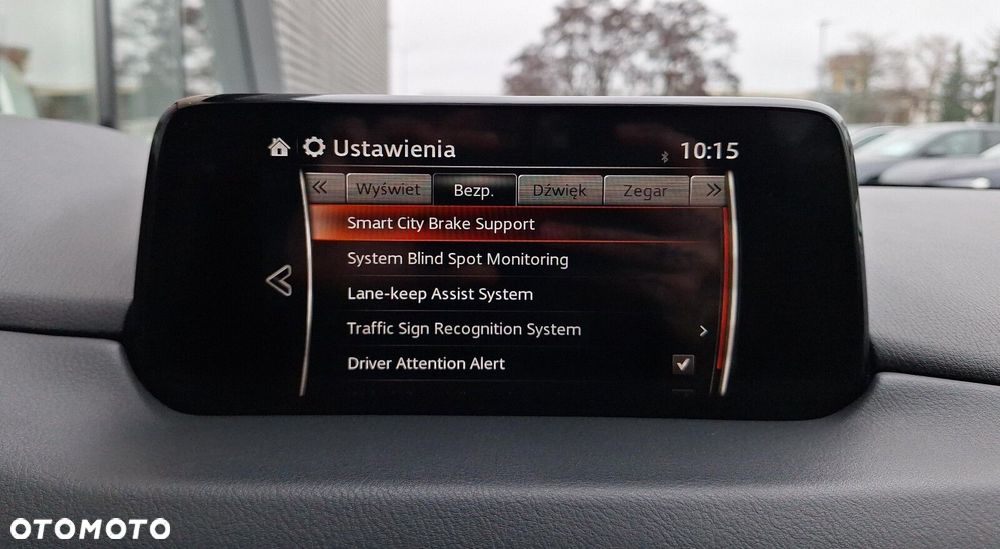 Ustawienia 10:15
Wyświet Bezp. Dźwięk Zegar
Smart City Brake Support
System Blind Spot Monitoring
Lane-keep Assist System
Traffic Sign Recognition System
Driver Attention Alert
OTOMOTO